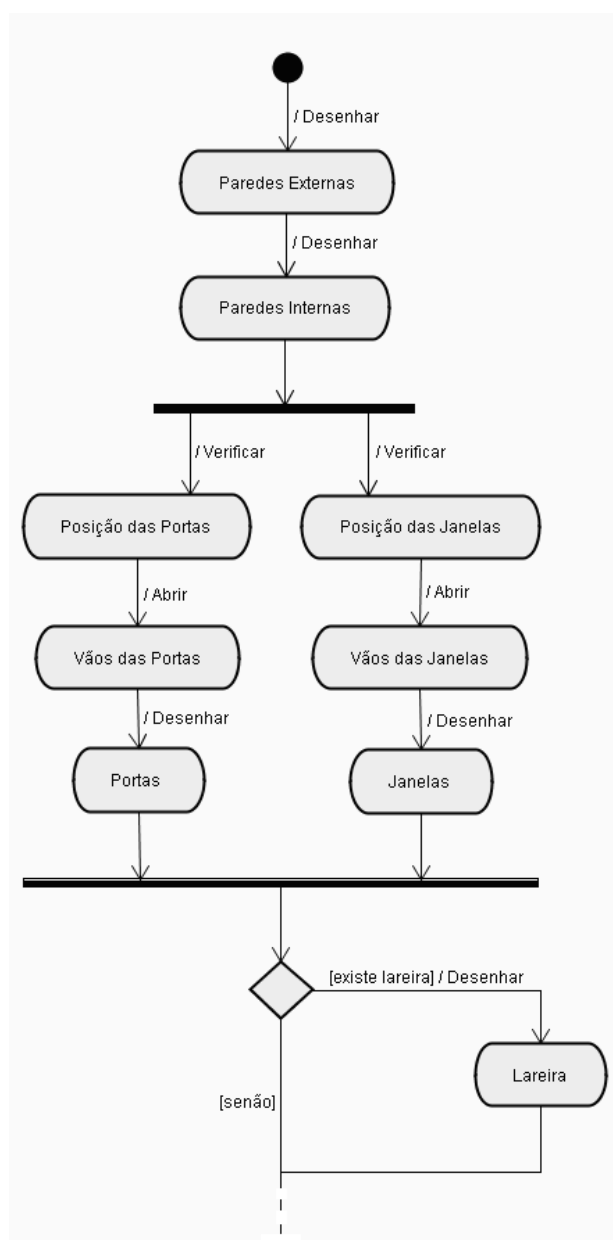 / Desenhar
Paredes Externas
/ Desenhar
Paredes Internas
/ Verificar
/ Verificar
Posição das Portas
Posição das Janelas
/ Abrir
/ Abrir
Vãos das Portas
Vãos das Janelas
/ Desenhar
/ Desenhar
Portas
Janelas
[existe lareira] / Desenhar
Lareira
[senão]